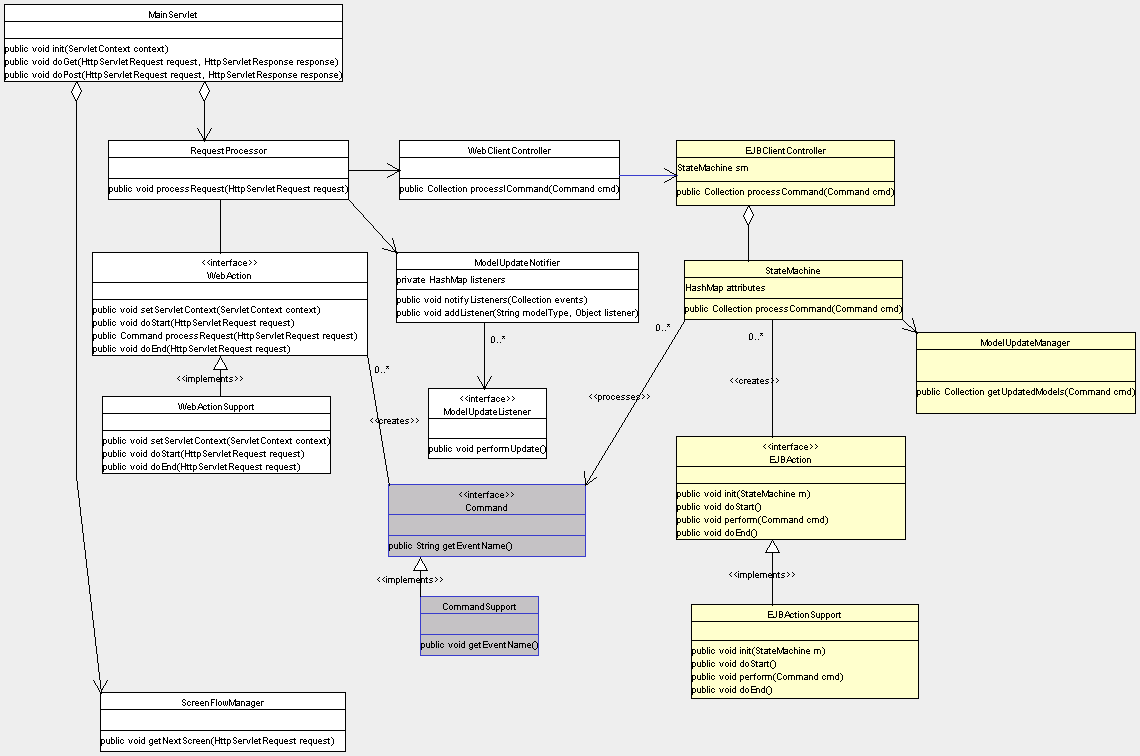 MainServlet
public void init(ServletContext context)
public void doGet(HttpServletRequest request, HttpServletResponse response)
public void doPost(HttpServletRequest request, HttpServletResponse response)
RequestProcessor
public void processRequest(HttpServletRequest request)
WebClientController
public Collection processICommand(Command cmd)
EJBClientController
StateMachine sm
public Collection processCommand(Command cmd)
<<interface>>
WebAction
public void setServletContext(ServletContext context)
public void doStart(HttpServletRequest request)
public Command processRequest(HttpServletRequest request)
public void doEnd(HttpServletRequest request)
ModelUpdateNotifier
private HashMap listeners
public void notifyListeners(Collection events)
public void addListener(String modelType, Object listener)
StateMachine
HashMap attributes
public Collection processCommand(Command cmd)
0..*
0..*
0..*
ModelUpdateManager
public Collection getUpdatedModels(Command cmd)
0..*
<<implements>>
<<creates>>
<<interface>>
ModelUpdateListener
public void performUpdate()
<<processes>>
WebActionSupport
public void setServletContext(ServletContext context)
public void doStart(HttpServletRequest request)
public void doEnd(HttpServletRequest request)
<<creates>>
<<interface>>
EJBAction
public void init(StateMachine m)
public void doStart()
public void perform(Command cmd)
public void doEnd()
<<interface>>
Command
public String getEventName()
<<implements>>
<<implements>>
CommandSupport
public void getEventName()
EJBActionSupport
public void init(StateMachine m)
public void doStart()
public void perform(Command cmd)
public void doEnd()
ScreenFlowManager
public void getNextScreen(HttpServletRequest request)